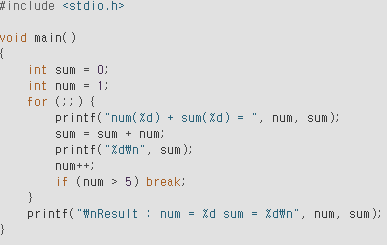 #include <stdio.h>
void main()
{
    int sum = 0;
    int num = 1;
    for (;;) {
        printf("num(%d) + sum(%d) = ", num, sum);
        sum = sum + num;
        printf("%d₩n", sum);
        num++;
        if (num > 5) break;
    }
    printf("₩nResult : num = %d sum = %d₩n", num, sum);
}